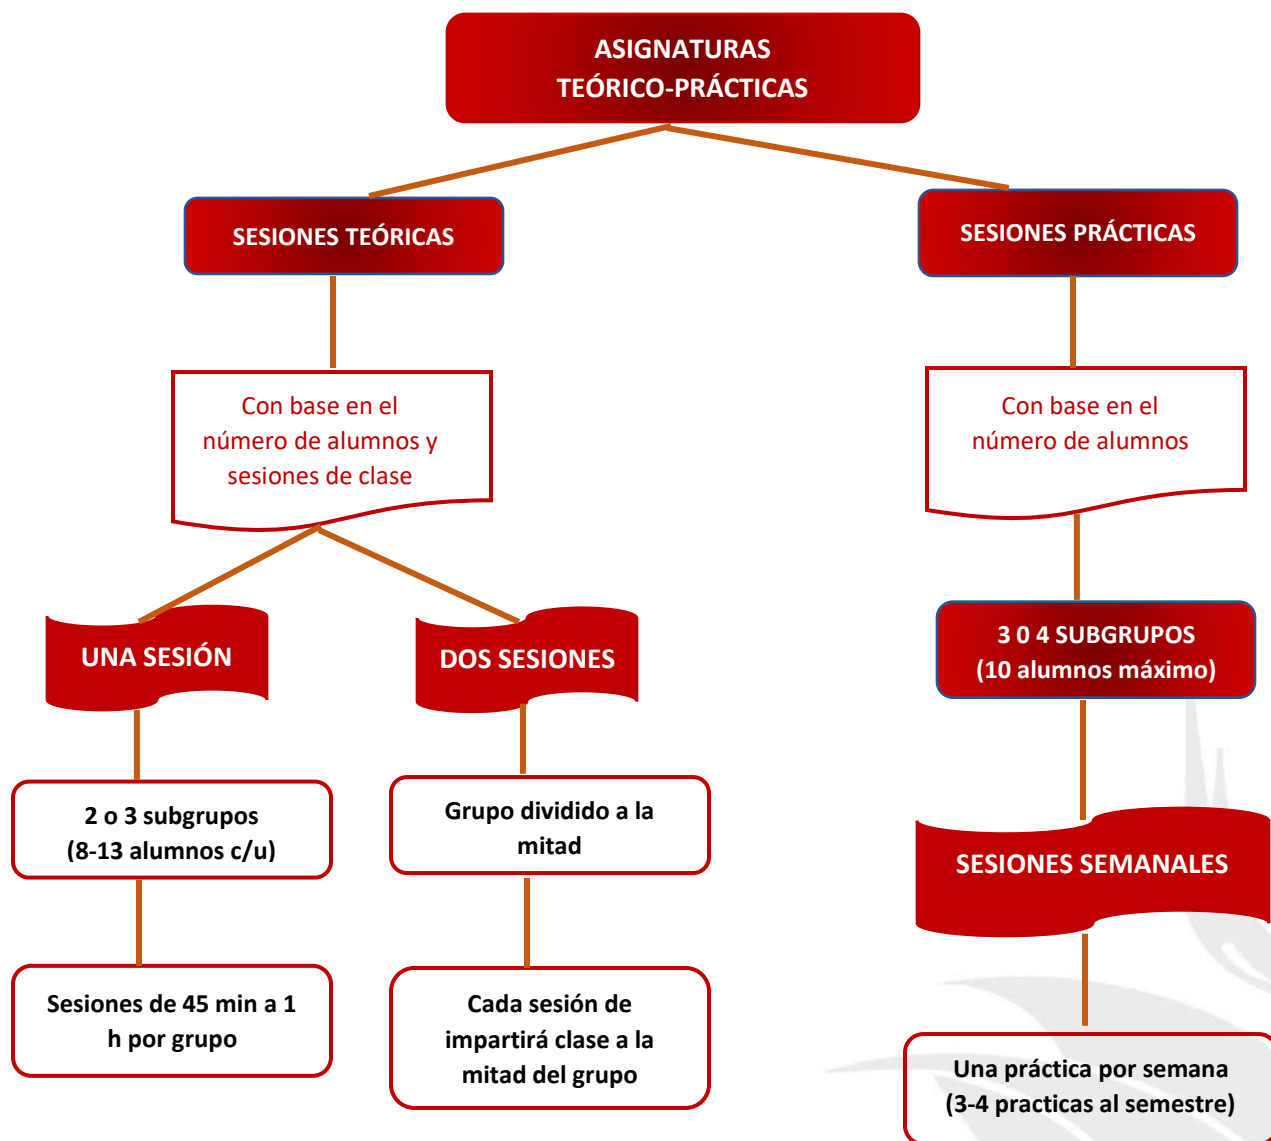 ASIGNATURAS
TEÓRICO-PRÁCTICAS
SESIONES TEÓRICAS
SESIONES PRÁCTICAS
Con base en el
número de alumnos y
sesiones de clase
Con base en el
número de alumnos
UNA SESIÓN
DOS SESIONES
3 0 4 SUBGRUPOS
(10 alumnos máximo)
2 o 3 subgrupos
(8-13 alumnos c/u)
Grupo dividido a la
mitad
SESIONES SEMANALES
Sesiones de 45 min a 1
h por grupo
Cada sesión de
impartirá clase a la
mitad del grupo
Una práctica por semana
(3-4 practicas al semestre)